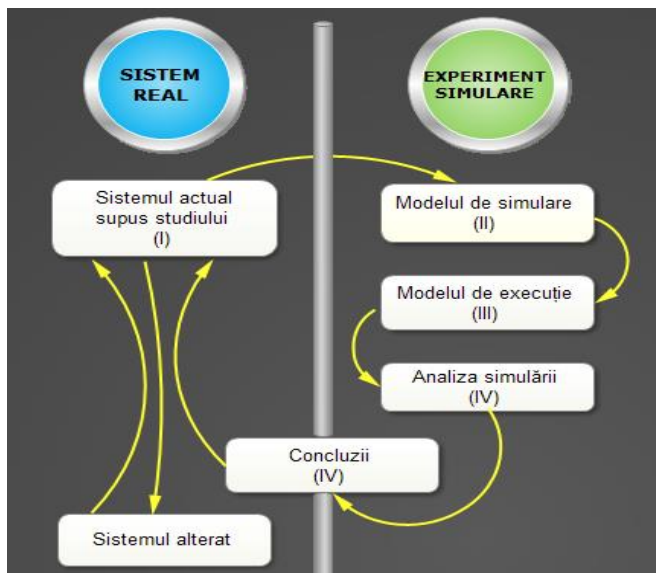 SISTEM
REAL
EXPERIMENT
SIMULARE
Sistemul actual
supus studiului
(I)
Modelul de simulare
(II)
Modelul de execuție
(III)
Analiza simulării
(IV)
Concluzii
(IV)
Sistemul alterat